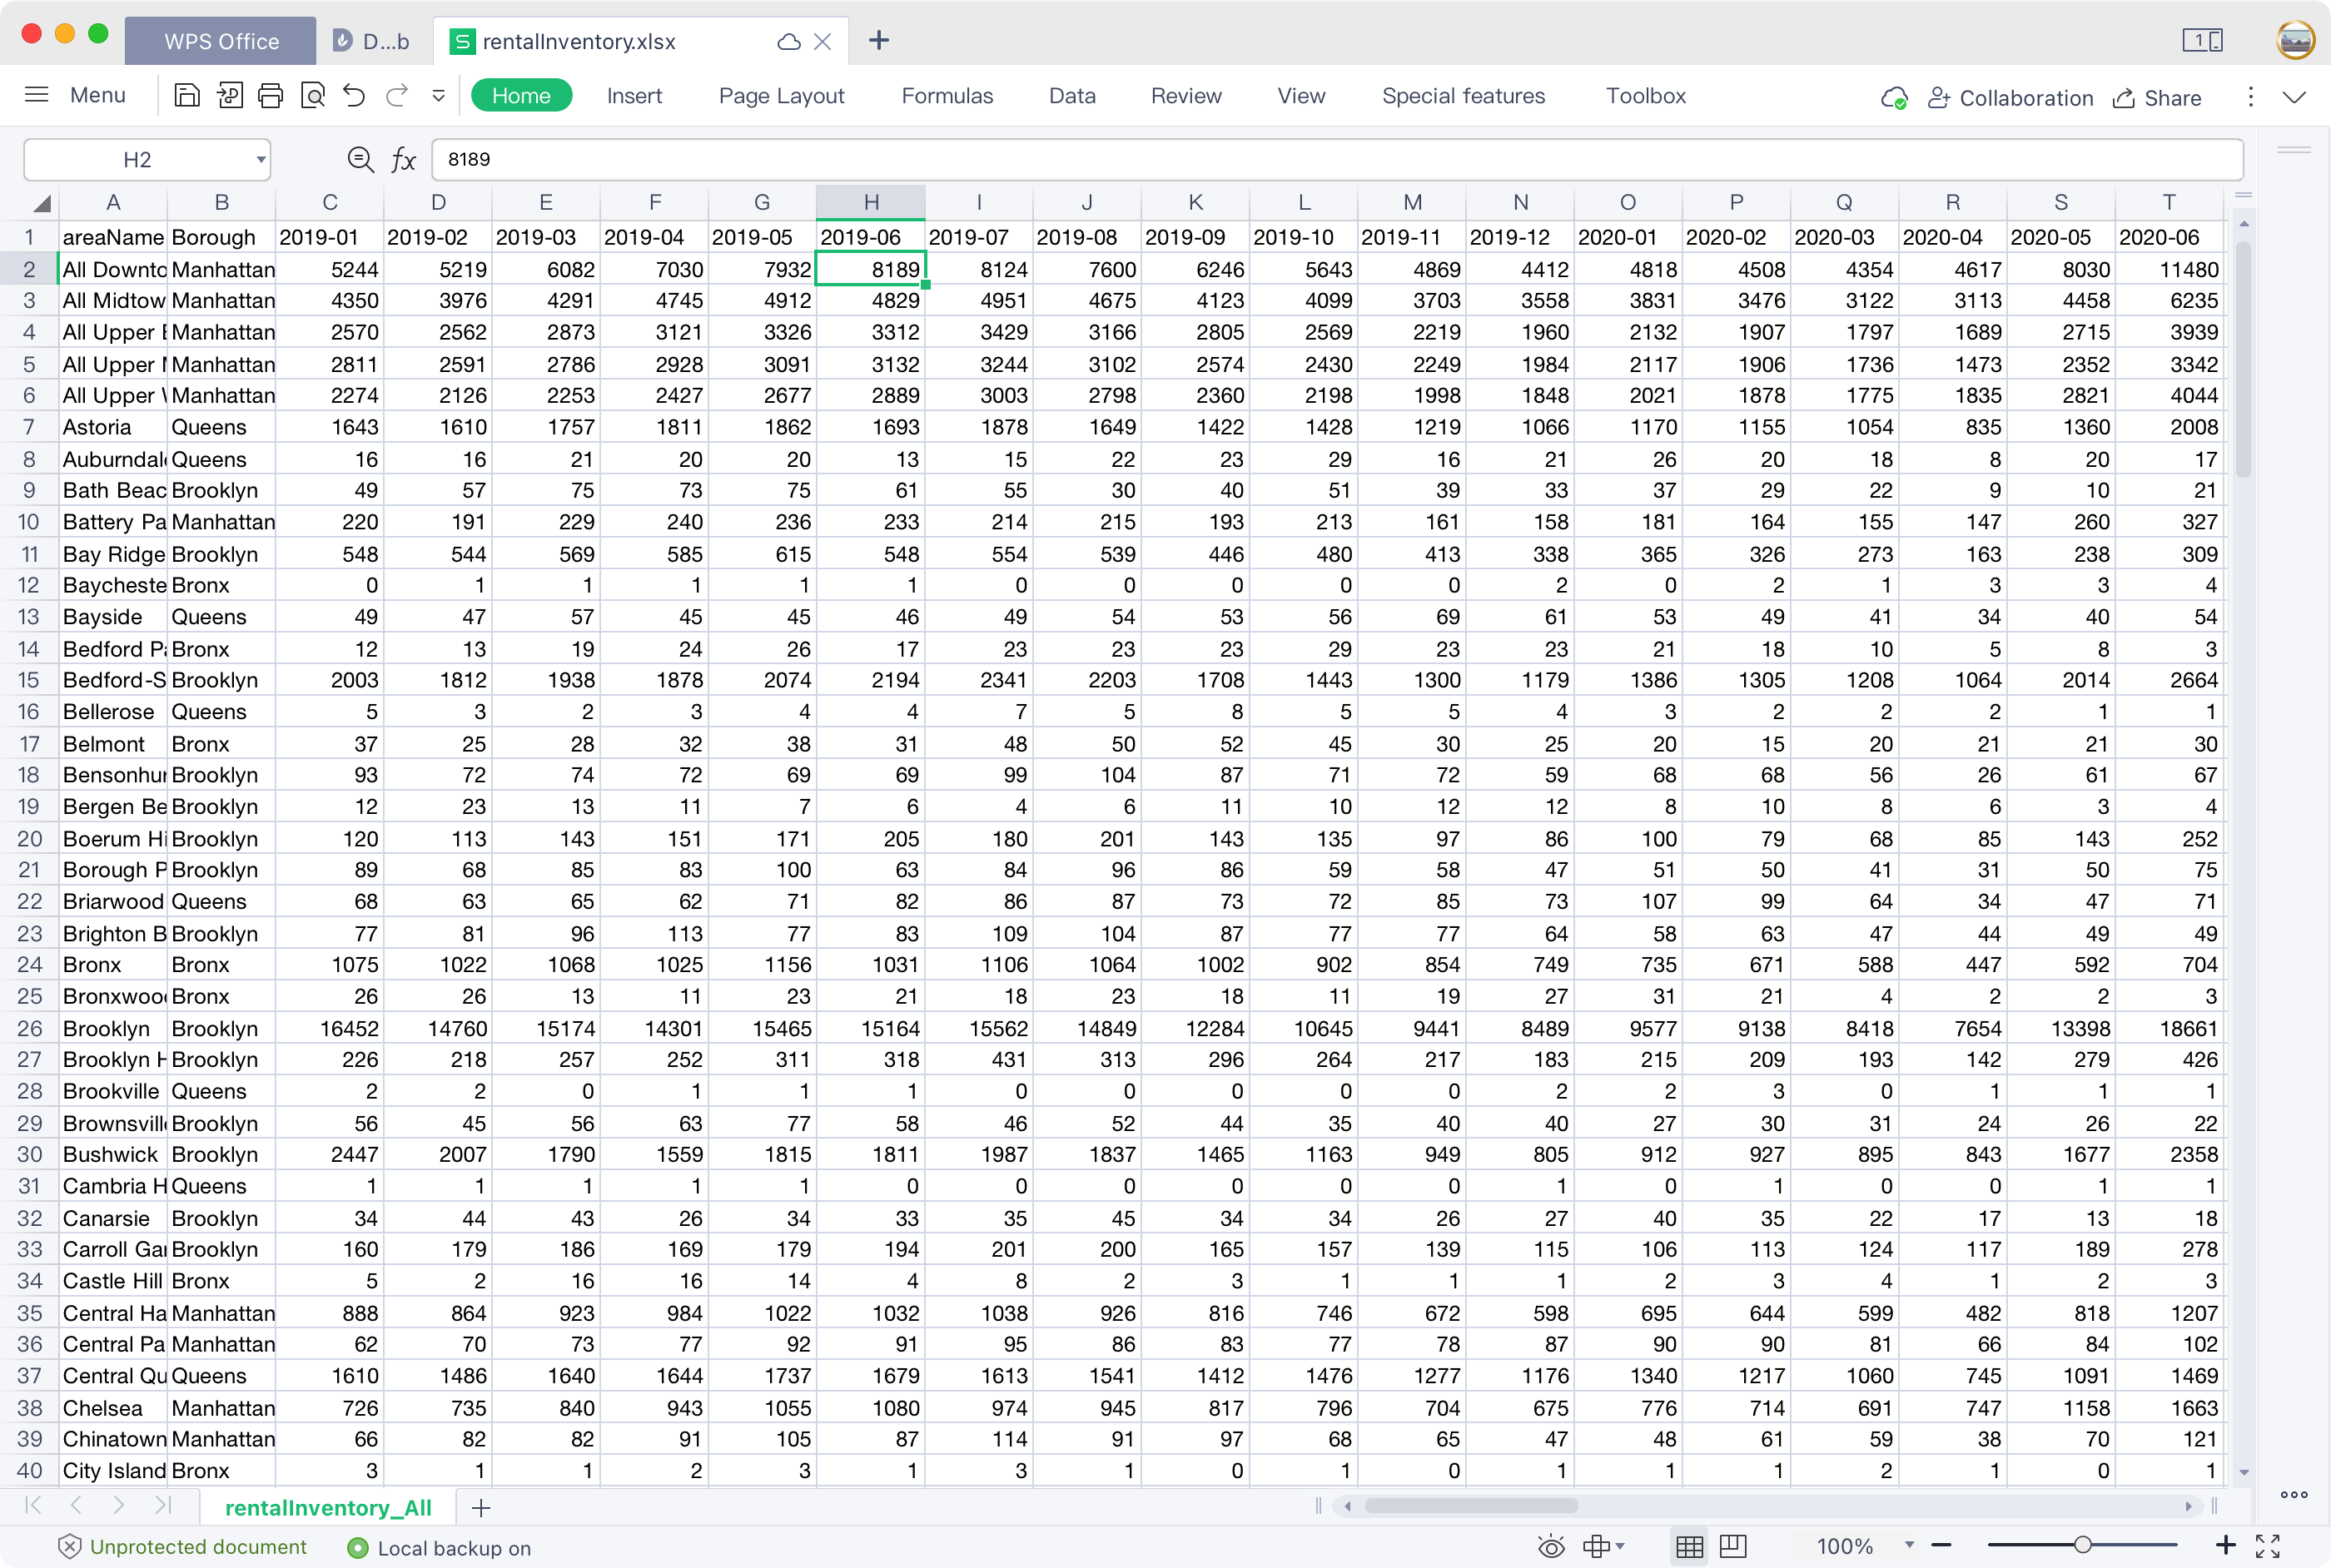 WPS Office D...b S rentalInventory.xlsx 1
Menu Home Insert Page Layout Formulas Data Review View Special features Toolbox Collaboration Share
H2 fx 8189
A B C D E F G H I J K L M N O P Q R S T
1 areaName Borough 2019-01 2019-02 2019-03 2019-04 2019-05 2019-06 2019-07 2019-08 2019-09 2019-10 2019-11 2019-12 2020-01 2020-02 2020-03 2020-04 2020-05 2020-06
2 All Downto Manhattan 5244 5219 6082 7030 7932 8189 8124 7600 6246 5643 4869 4412 4818 4508 4354 4617 8030 11480
3 All Midtow Manhattan 4350 3976 4291 4745 4912 4829 4951 4675 4123 4099 3703 3558 3831 3476 3122 3113 4458 6235
4 All Upper Manhattan 2570 2562 2873 3121 3326 3312 3429 3166 2805 2569 2219 1960 2132 1907 1797 1689 2715 3939
5 All Upper Manhattan 2811 2591 2786 2928 3091 3132 3244 3102 2574 2430 2249 1984 2117 1906 1736 1473 2352 3342
6 All Upper Manhattan 2274 2126 2253 2427 2677 2889 3003 2798 2360 2198 1998 1848 2021 1878 1775 1835 2821 4044
7 Astoria Queens 1643 1610 1757 1811 1862 1693 1878 1649 1422 1428 1219 1066 1170 1155 1054 835 1360 2008
8 Auburndal Queens 16 16 21 20 20 13 15 22 23 29 16 21 26 20 18 8 20 17
9 Bath Beac Brooklyn 49 57 75 73 75 61 55 30 40 51 39 33 37 29 22 9 10 21
10 Battery Pa Manhattan 220 191 229 240 236 233 214 215 193 213 161 158 181 164 155 147 260 327
11 Bay Ridge Brooklyn 548 544 569 585 615 548 554 539 446 480 413 338 365 326 273 163 238 309
12 Baycheste Bronx 0 1 1 1 1 1 0 0 0 0 0 2 0 2 1 3 3 4
13 Bayside Queens 49 47 57 45 45 46 49 54 53 56 69 61 53 49 41 34 40 54
14 Bedford Pa Bronx 12 13 19 24 26 17 23 23 23 29 23 23 21 18 10 5 8 3
15 Bedford-S Brooklyn 2003 1812 1938 1878 2074 2194 2341 2203 1708 1443 1300 1179 1386 1305 1208 1064 2014 2664
16 Bellerose Queens 5 3 2 3 4 4 7 5 8 5 5 4 3 2 2 2 1 1
17 Belmont Bronx 37 25 28 32 38 31 48 50 52 45 30 25 20 15 20 21 21 30
18 Bensonhur Brooklyn 93 72 74 72 69 69 99 104 87 71 72 59 68 68 56 26 61 67
19 Bergen Be Brooklyn 12 23 13 11 7 6 4 6 11 10 12 12 8 10 8 6 3 4
20 Boerum Hi Brooklyn 120 113 143 151 171 205 180 201 143 135 97 86 100 79 68 85 143 252
21 Borough P Brooklyn 89 68 85 83 100 63 84 96 86 59 58 47 51 50 41 31 50 75
22 Briarwood Queens 68 63 65 62 71 82 86 87 73 72 85 73 107 99 64 34 47 71
23 Brighton B Brooklyn 77 81 96 113 77 83 109 104 87 77 77 64 58 63 47 44 49 49
24 Bronx Bronx 1075 1022 1068 1025 1156 1031 1106 1064 1002 902 854 749 735 671 588 447 592 704
25 Bronxwoo Bronx 26 26 13 11 23 21 18 23 18 11 19 27 31 21 4 2 2 3
26 Brooklyn Brooklyn 16452 14760 15174 14301 15465 15164 15562 14849 12284 10645 9441 8489 9577 9138 8418 7654 13398 18661
27 Brooklyn H Brooklyn 226 218 257 252 311 318 431 313 296 264 217 183 215 209 193 142 279 426
28 Brookville Queens 2 2 0 1 1 1 0 0 0 0 0 2 2 3 0 1 1 1
29 Brownsvill Brooklyn 56 45 56 63 77 58 46 52 44 35 40 40 27 30 31 24 26 22
30 Bushwick Brooklyn 2447 2007 1790 1559 1815 1811 1987 1837 1465 1163 949 805 912 927 895 843 1677 2358
31 Cambria H Queens 1 1 1 1 1 0 0 0 0 0 0 1 0 1 0 0 1 1
32 Canarsie Brooklyn 34 44 43 26 34 33 35 45 34 34 26 27 40 35 22 17 13 18
33 Carroll Gar Brooklyn 160 179 186 169 179 194 201 200 165 157 139 115 106 113 124 117 189 278
34 Castle Hill Bronx 5 2 16 16 14 4 8 2 3 1 1 1 2 3 4 1 2 3
35 Central Ha Manhattan 888 864 923 984 1022 1032 1038 926 816 746 672 598 695 644 599 482 818 1207
36 Central Pa Manhattan 62 70 73 77 92 91 95 86 83 77 78 87 90 90 81 66 84 102
37 Central Qu Queens 1610 1486 1640 1644 1737 1679 1613 1541 1412 1476 1277 1176 1340 1217 1060 745 1091 1469
38 Chelsea Manhattan 726 735 840 943 1055 1080 974 945 817 796 704 675 776 714 691 747 1158 1663
39 Chinatown Manhattan 66 82 82 91 105 87 114 91 97 68 65 47 48 61 59 38 70 121
40 City Island Bronx 3 1 1 2 3 1 3 1 0 1 0 1 1 1 2 1 0 1
rentalInventory_All
Unprotected document Local backup on 100%